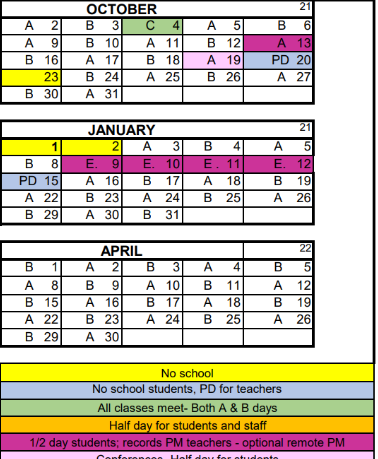 OCTOBER 21
A 2 B 3 C 4 A 5 B 6
A 9 B 10 A 11 B 12 A 13
B 16 A 17 B 18 A 19 PD 20
23 B 24 A 25 B 26 A 27
B 30 A 31
JANUARY 21
1 2 A 3 B 4 A 5
B 8 E. 9 E. 10 E. 11 E. 12
PD 15 A 16 B 17 A 18 B 19
A 22 B 23 A 24 B 25 A 26
B 29 A 30 B 31
APRIL 22
B 1 A 2 B 3 A 4 B 5
A 8 B 9 A 10 B 11 A 12
B 15 A 16 B 17 A 18 B 19
A 22 B 23 A 24 B 25 A 26
B 29 A 30
No school
No school students, PD for teachers
All classes meet- Both A & B days
Half day for students and staff
1/2 day students; records PM teachers - optional remote PM
Conferences- Half day for students